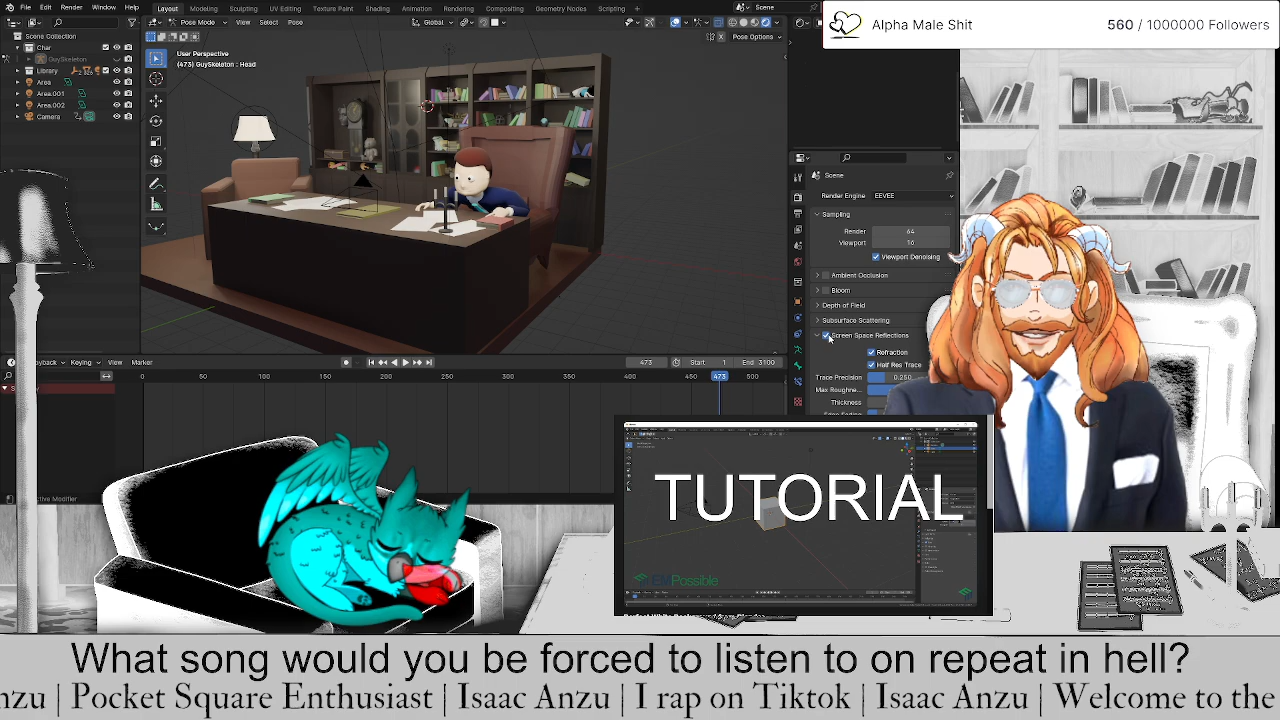 File Edit Render Window Help Layout Modeling Sculpting UV Editing Texture Paint Shading Animation Rendering Compositing Geometry Nodes Scripting Scene
Pose Mode View Select Pose Global
Pose Options
Scene Collection
Char
GuySkeleton
Library
Area
Area.001
Area.002
Camera
User Perspective
(473) GuySkeleton : Head
Alpha Male Shit 560 / 1000000 Followers
Scene
Render Engine EEVEE
Sampling
Render 64
Viewport 16
Viewport Denoising
Ambient Occlusion
Bloom
Depth of Field
Subsurface Scattering
Screen Space Reflections
Refraction
Half Res Trace
Trace Precision 0.250
Max Roughne...
Thickness
yback Keying View Marker 473 Start 1 End 3100
0 50 100 150 200 250 300 350 400 450 473 500
ctive Modifier
TUTORIAL
What song would you be forced to listen to on repeat in hell?
nzu | Pocket Square Enthusiast | Isaac Anzu | I rap on Tiktok | Isaac Anzu | Welcome to the